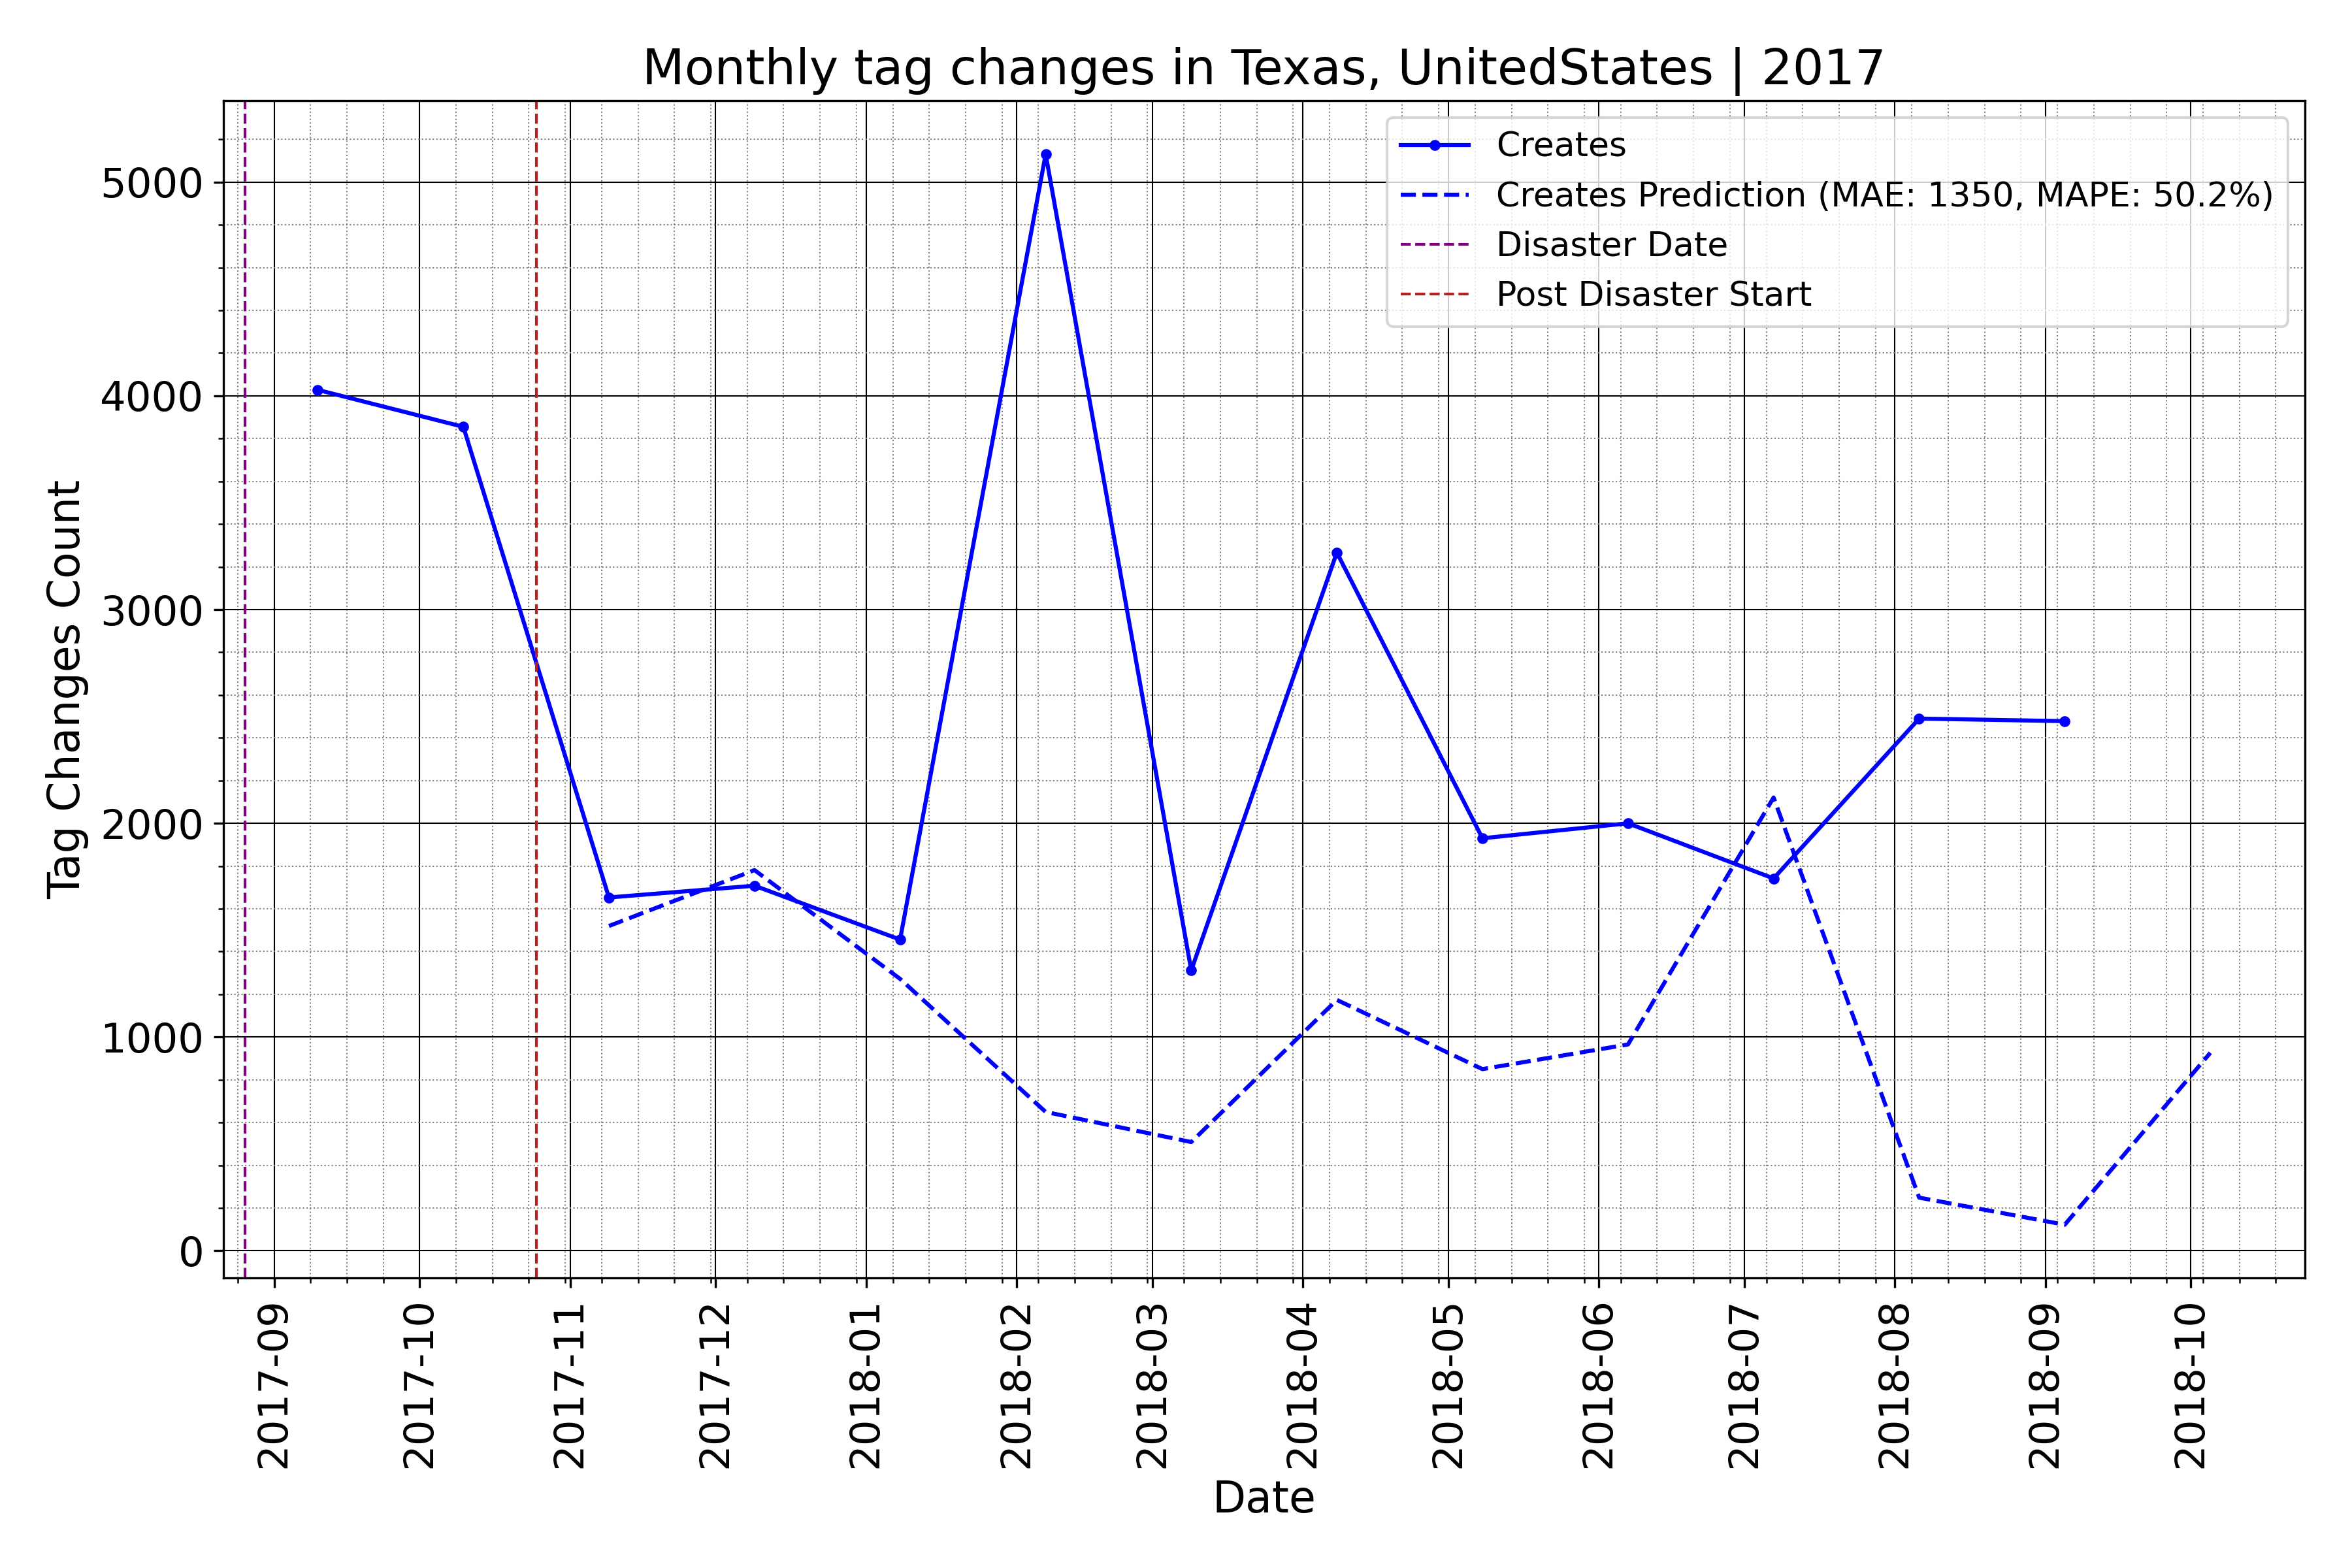 Monthly tag changes in Texas, UnitedStates | 2017
Creates
Creates Prediction (MAE: 1350, MAPE: 50.2%)
Disaster Date
Post Disaster Start
Tag Changes Count
5000
4000
3000
2000
1000
0
2017-09
2017-10
2017-11
2017-12
2018-01
2018-02
2018-03
2018-04
2018-05
2018-06
2018-07
2018-08
2018-09
2018-10
Date